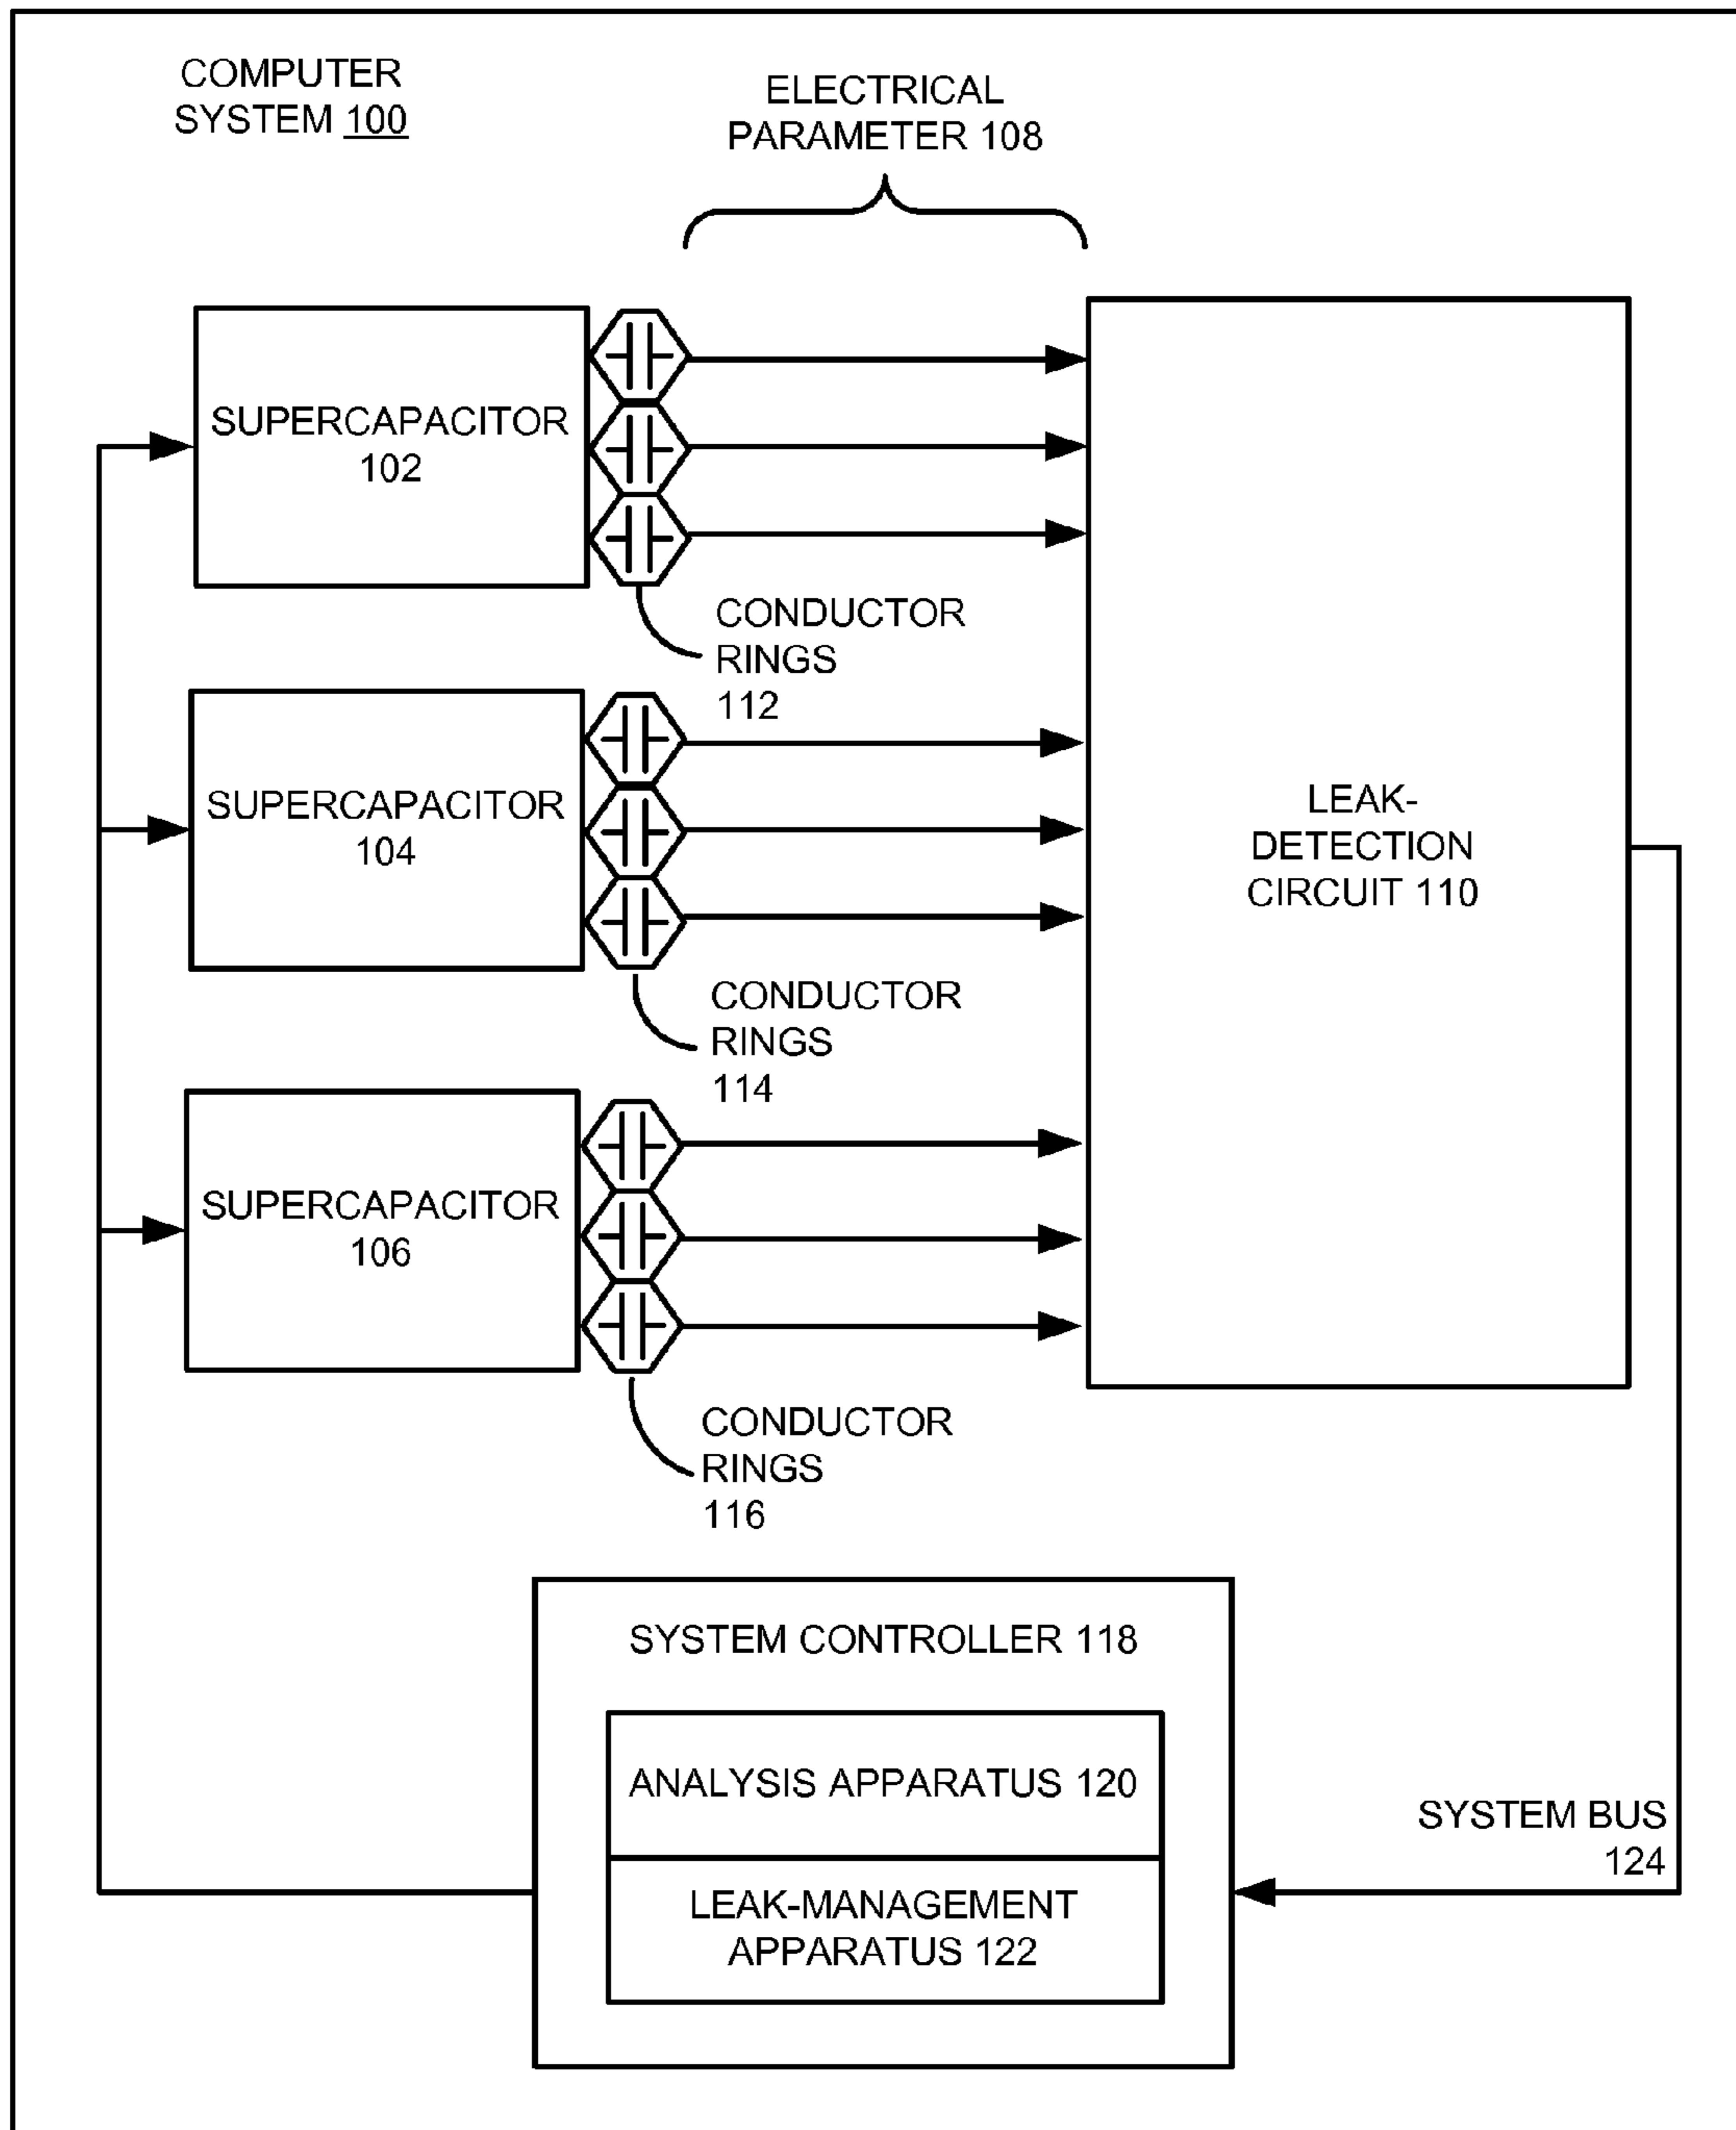 COMPUTER
SYSTEM 100
ELECTRICAL
PARAMETER 108
SUPERCAPACITOR
102
CONDUCTOR
RINGS
112
SUPERCAPACITOR
104
LEAK-
DETECTION
CIRCUIT 110
CONDUCTOR
RINGS
114
SUPERCAPACITOR
106
CONDUCTOR
RINGS
116
SYSTEM CONTROLLER 118
ANALYSIS APPARATUS 120
LEAK-MANAGEMENT
APPARATUS 122
SYSTEM BUS
124